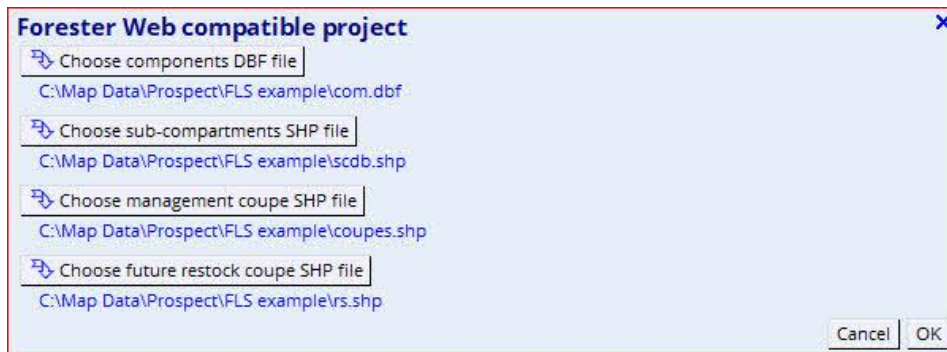 Forester Web compatible project
Choose components DBF file
C:\Map Data\Prospect\FLS example\com.dbf
Choose sub-compartments SHP file
C:\Map Data\Prospect\FLS example\scdb.shp
Choose management coupe SHP file
C:\Map Data\Prospect\FLS example\coupes.shp
Choose future restock coupe SHP file
C:\Map Data\Prospect\FLS example\rs.shp
Cancel OK